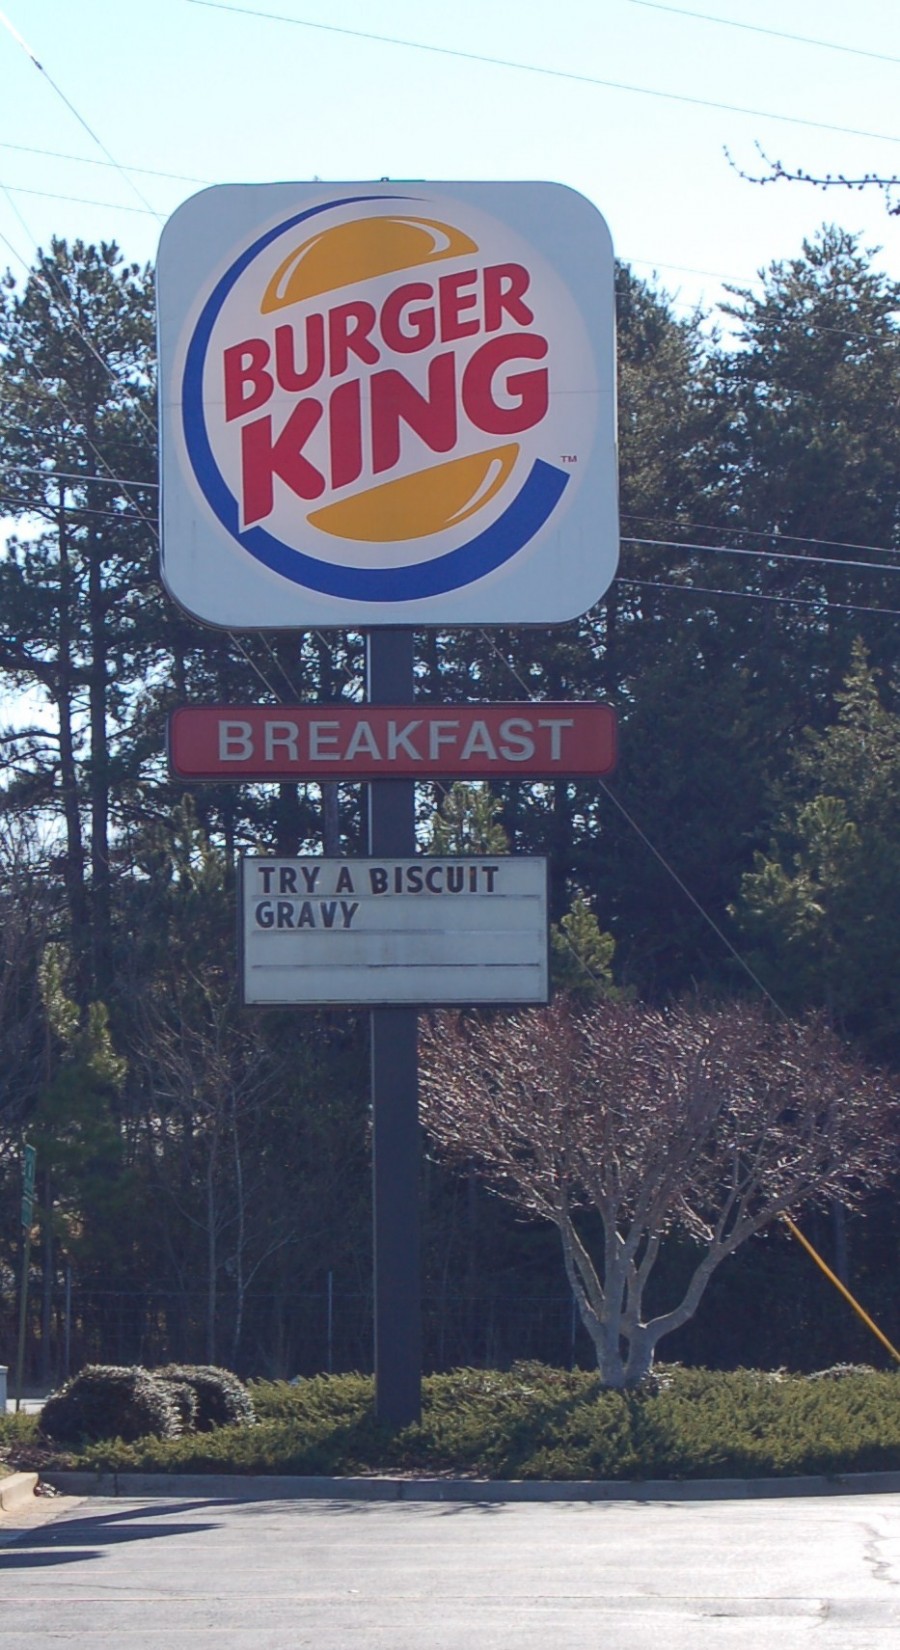 BURGER
KING
TM
BREAKFAST
TRY A BISCUIT
GRAVY